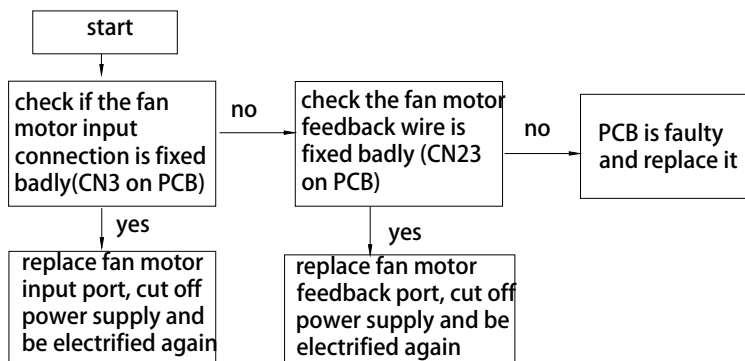 start
check if the fan
motor input
connection is fixed
badly(CN3 on PCB)
no
check the fan motor
feedback wire is
fixed badly (CN23
on PCB)
no
PCB is faulty
and replace it
yes
replace fan motor
input port, cut off
power supply and
be electrified again
yes
replace fan motor
feedback port, cut off
power supply and be
electrified again